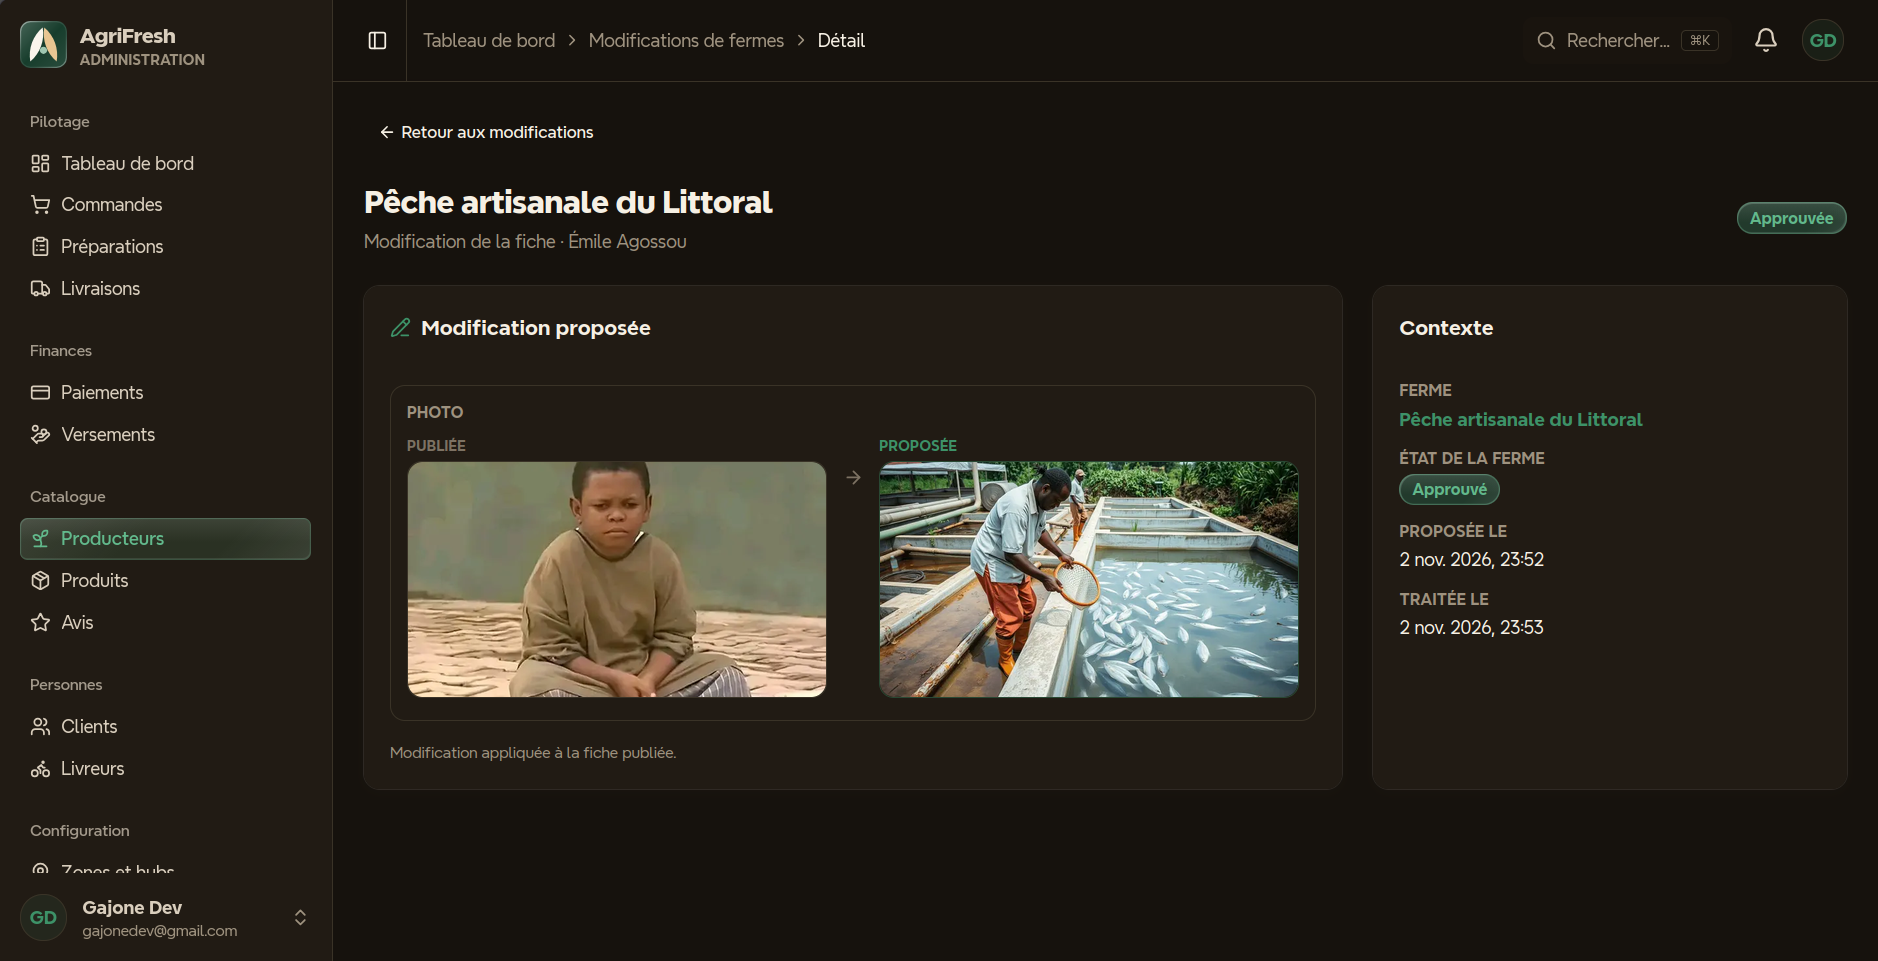 AgriFresh
ADMINISTRATION
Pilotage
Tableau de bord
Commandes
Préparations
Livraisons
Finances
Paiements
Versements
Catalogue
Producteurs
Produits
Avis
Personnes
Clients
Livreurs
Configuration
Zones et hubs
GD
Gajone Dev
gajonedev@gmail.com
Tableau de bord > Modifications de fermes > Détail
Rechercher... ⌘K
GD
← Retour aux modifications
Pêche artisanale du Littoral
Modification de la fiche · Émile Agossou
Approuvée
Modification proposée
PHOTO
PUBLIÉE
→
PROPOSÉE
Modification appliquée à la fiche publiée.
Contexte
FERME
Pêche artisanale du Littoral
ÉTAT DE LA FERME
Approuvé
PROPOSÉE LE
2 nov. 2026, 23:52
TRAITÉE LE
2 nov. 2026, 23:53